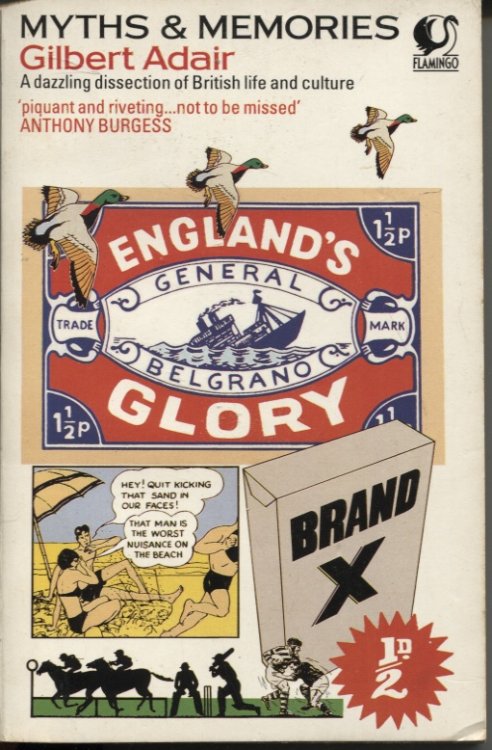 MYTHS & MEMORIES
Gilbert Adair
A dazzling dissection of British life and culture
'piquant and riveting...not to be missed'
ANTHONY BURGESS
FLAMINGO
1½P
ENGLAND'S
GENERAL
TRADE
MARK
BELGRANO
GLORY
1½P
HEY! QUIT KICKING
THAT SAND IN
OUR FACES!
THAT MAN IS
THE WORST
NUISANCE ON
THE BEACH
BRAND
X
½D